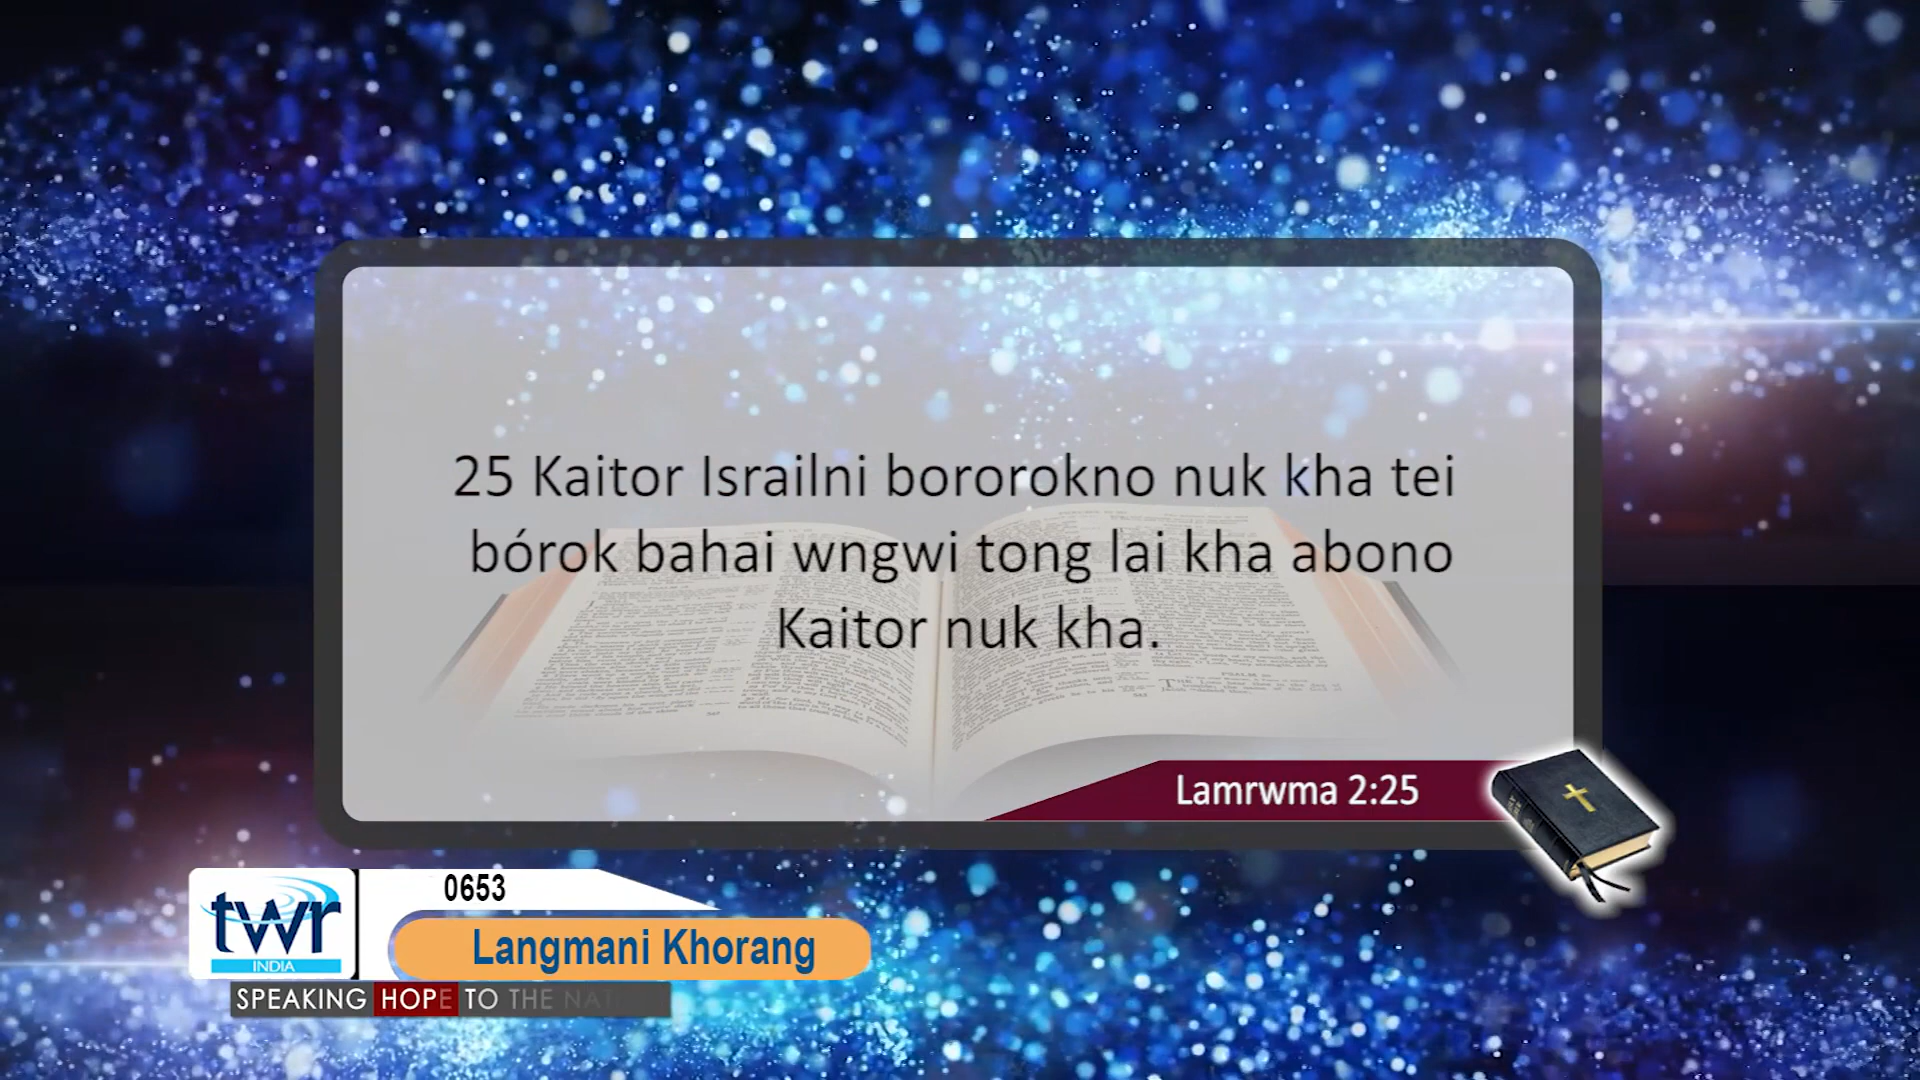 25 Kaitor Israilni bororokno nuk kha tei
bórok bahai wngwi tong lai kha abono
Kaitor nuk kha.
Lamrwma 2:25
0653
twr
INDIA
Langmani Khorang
SPEAKING HOPE TO THE NAT